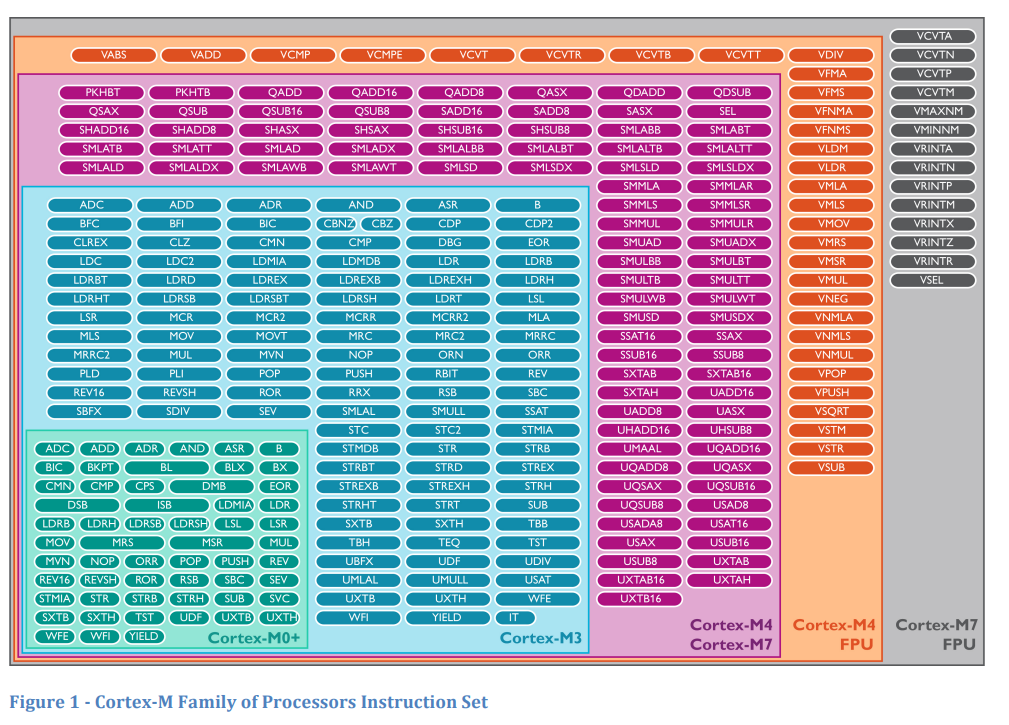 VCVTA
VABS VADD VCMP VCMPE VCVT VCVTR VCVTB VCVTT VDIV VCVTN
VFMA VCVTP
PKHBT PKHTB QADD QADD16 QADD8 QASX QDADD QDSUB VFMS VCVTM
QSAX QSUB QSUB16 QSUB8 SADD16 SADD8 SASX SEL VFNMA VMAXNM
SHADD16 SHADD8 SHASX SHSAX SHSUB16 SHSUB8 SMLABB SMLABT VFNMS VMINNM
SMLATB SMLATT SMLAD SMLADX SMLALBB SMLALBT SMLALTB SMLALTT VLDM VRINTA
SMLALD SMLALDX SMLAWB SMLAWT SMLSD SMLSDX SMLSLD SMLSLDX VLDR VRINTN
SMMLA SMMLAR VMLA VRINTP
ADC ADD ADR AND ASR B SMMLS SMMLSR VMLS VRINTM
BFC BFI BIC CBNZ CBZ CDP CDP2 SMMUL SMMULR VMOV VRINTX
CLREX CLZ CMN CMP DBG EOR SMUAD SMUADX VMRS VRINTZ
LDC LDC2 LDMIA LDMDB LDR LDRB SMULBB SMULBT VMSR VRINTR
LDRBT LDRD LDREX LDREXB LDREXH LDRH SMULTB SMULTT VMUL VSEL
LDRHT LDRSB LDRSBT LDRSH LDRT LSL SMULWB SMULWT VNEG
LSR MCR MCR2 MCRR MCRR2 MLA SMUSD SMUSDX VNMLA
MLS MOV MOVT MRC MRC2 MRRC SSAT16 SSAX VNMLS
MRRC2 MUL MVN NOP ORN ORR SSUB16 SSUB8 VNMUL
PLD PLI POP PUSH RBIT REV SXTAB SXTAB16 VPOP
REV16 REVSH ROR RRX RSB SBC SXTAH UADD16 VPUSH
SBFX SDIV SEV SMLAL SMULL SSAT UADD8 UASX VSQRT
STC STC2 STMIA UHADD16 UHSUB8 VSTM
ADC ADD ADR AND ASR B STMDB STR STRB UMAAL UQADD16 VSTR
BIC BKPT BL BLX BX STRBT STRD STREX UQADD8 UQASX VSUB
CMN CMP CPS DMB EOR STREXB STREXH STRH UQSAX UQSUB16
DSB ISB LDMIA LDR STRHT STRT SUB UQSUB8 USAD8
LDRB LDRH LDRSB LDRSH LSL LSR SXTB SXTH TBB USADA8 USAT16
MOV MRS MSR MUL TBH TEQ TST USAX USUB16
MVN NOP ORR POP PUSH REV UBFX UDF UDIV USUB8 UXTAB
REV16 REVSH ROR RSB SBC SEV UMLAL UMULL USAT UXTAB16 UXTAH
STMIA STR STRB STRH SUB SVC UXTB UXTH WFE UXTB16
SXTB SXTH TST UDF UXTB UXTH WFI YIELD IT
WFE WFI YIELD Cortex-M0+ Cortex-M3
Cortex-M4 Cortex-M4 Cortex-M7
Cortex-M7 FPU FPU
Figure 1 - Cortex-M Family of Processors Instruction Set